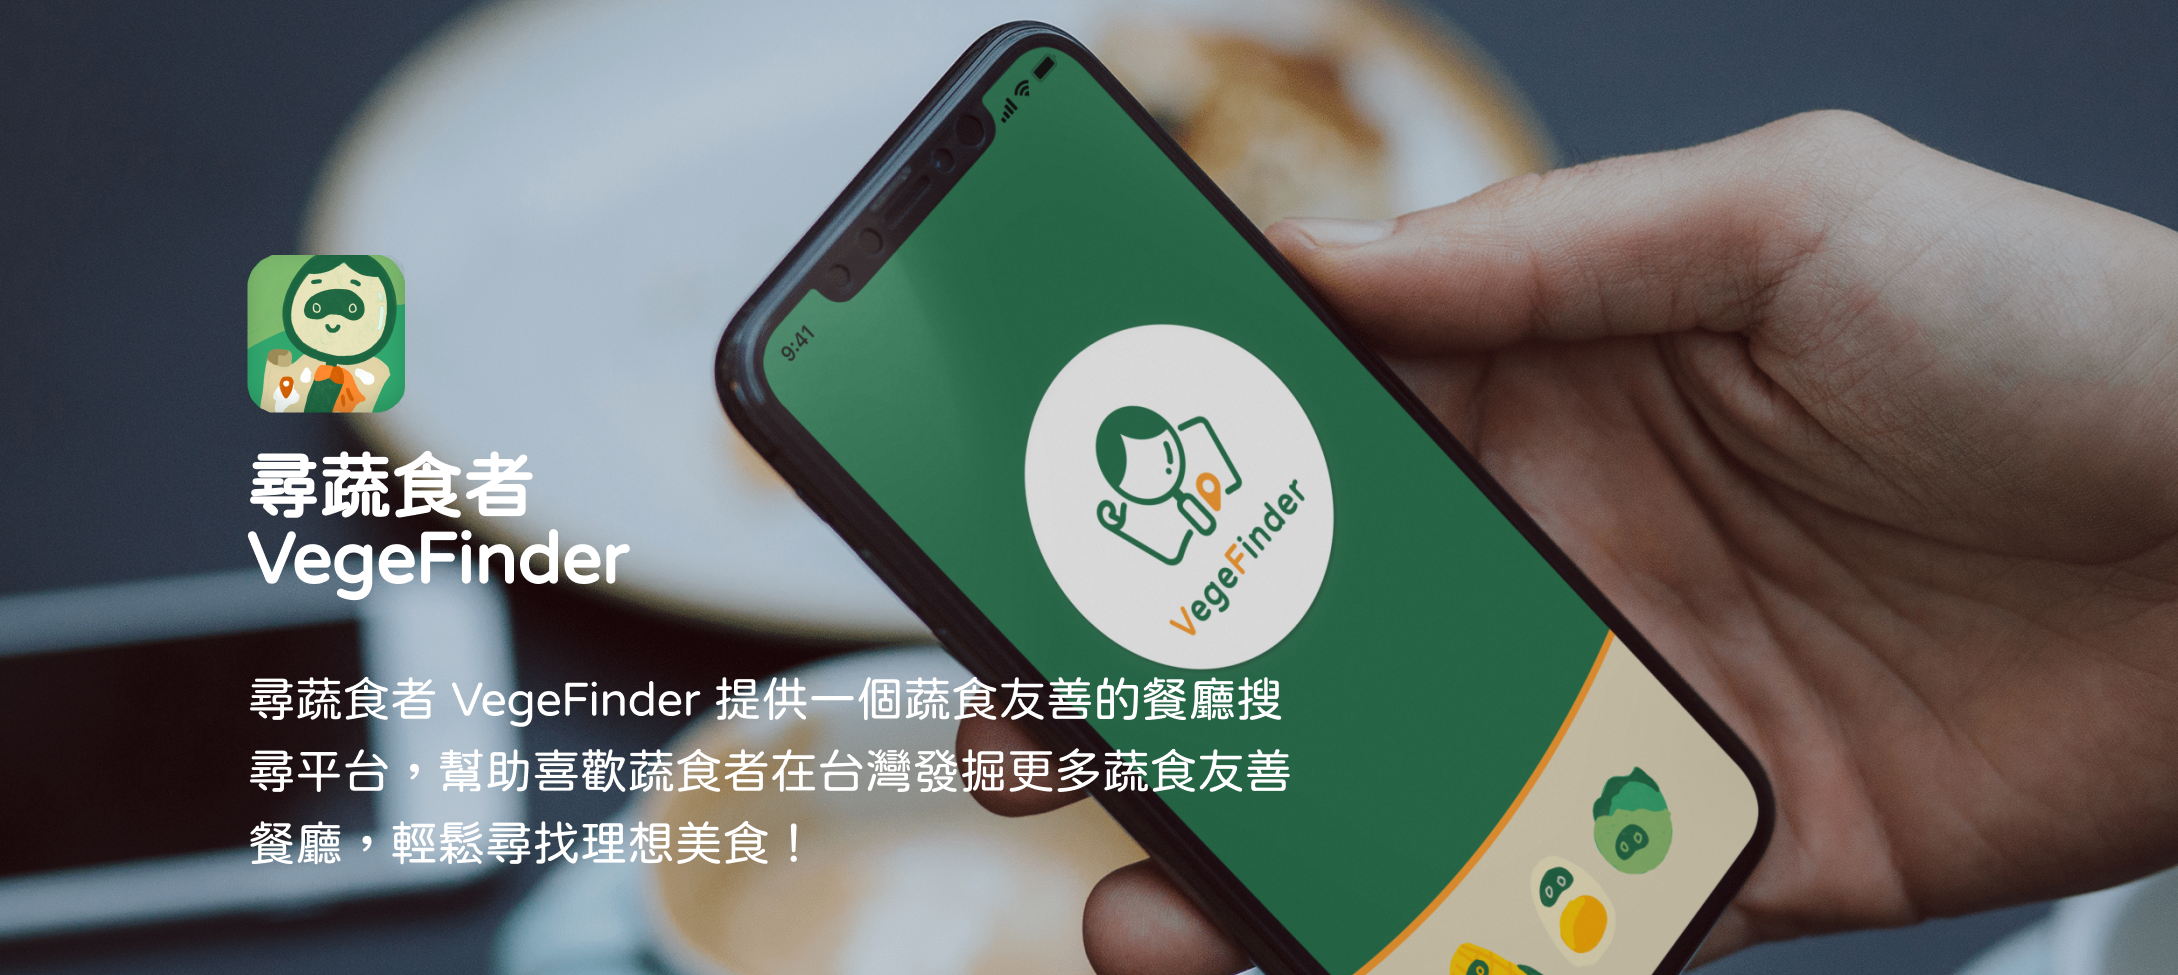 9:41
VegeFinder
尋蔬食者
VegeFinder
尋蔬食者 VegeFinder 提供一個蔬食友善的餐廳搜
尋平台，幫助喜歡蔬食者在台灣發掘更多蔬食友善
餐廳，輕鬆尋找理想美食！